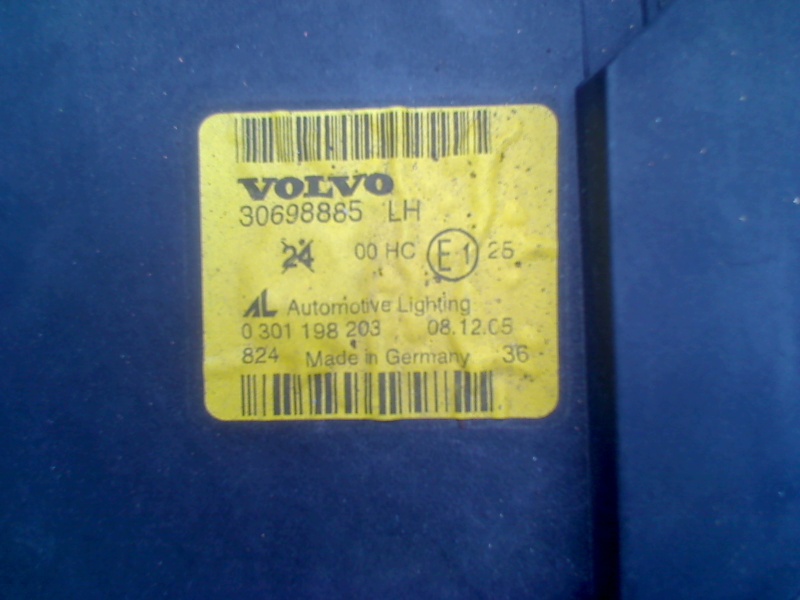 VOLVO
30698885 LH
24 00 HC E1 25
AL Automotive Lighting
0 301 198 203 08.12.05
824 Made in Germany 36